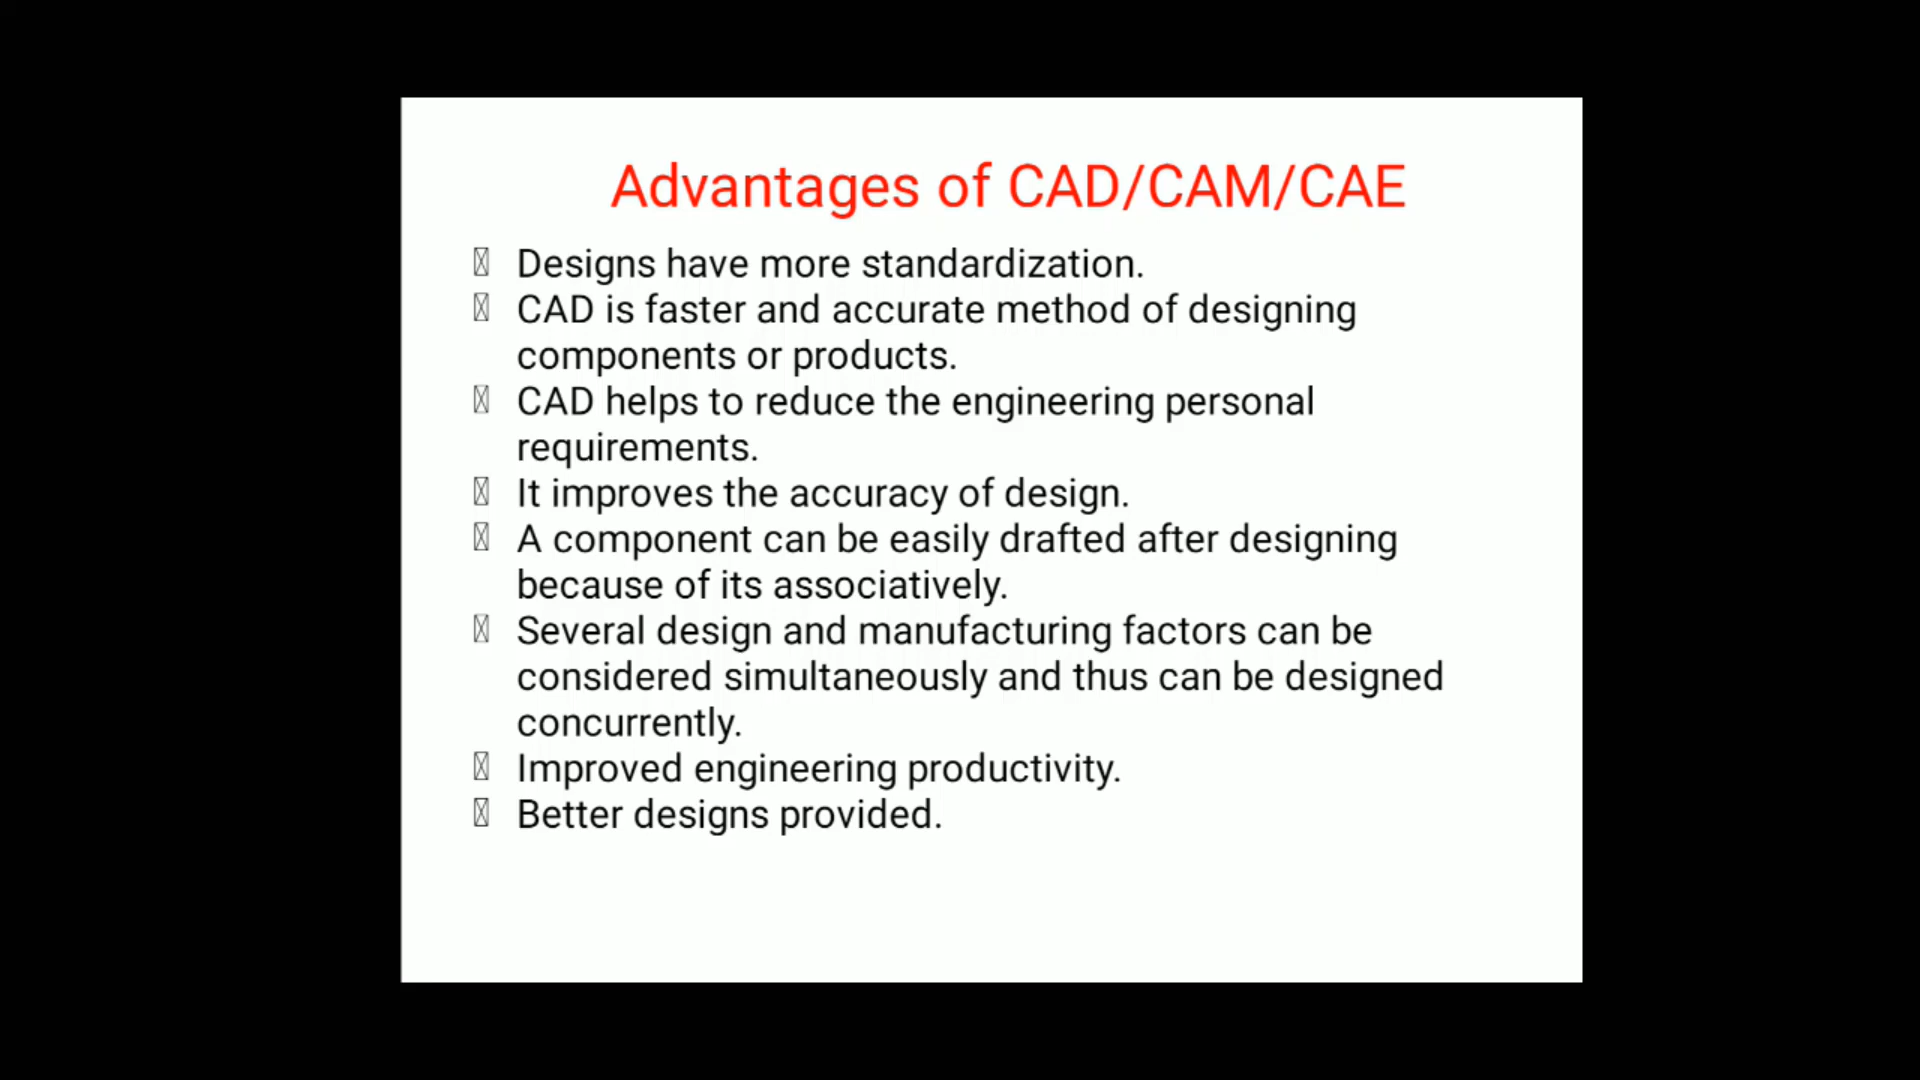 Advantages of CAD/CAM/CAE
Designs have more standardization.
CAD is faster and accurate method of designing
components or products.
CAD helps to reduce the engineering personal
requirements.
It improves the accuracy of design.
A component can be easily drafted after designing
because of its associatively.
Several design and manufacturing factors can be
considered simultaneously and thus can be designed
concurrently.
Improved engineering productivity.
Better designs provided.